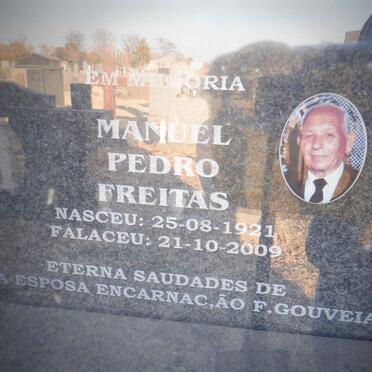 EM MEMORIA
MANUEL
PEDRO
FREITAS
NASCEU: 25-08-1921
FALACEU: 21-10-2009
ETERNA SAUDADES DE
A ESPOSA ENCARNAC,ÃO F.GOUVEIA